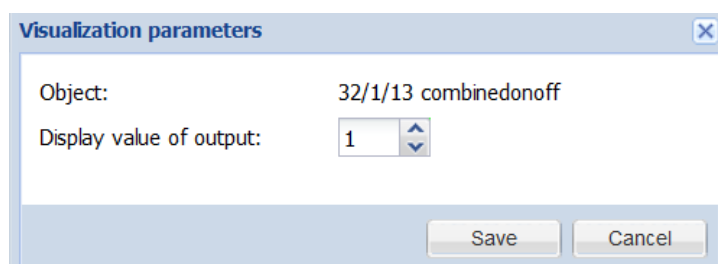 Visualization parameters
Object: 32/1/13 combinedonoff
Display value of output: 1
Save Cancel